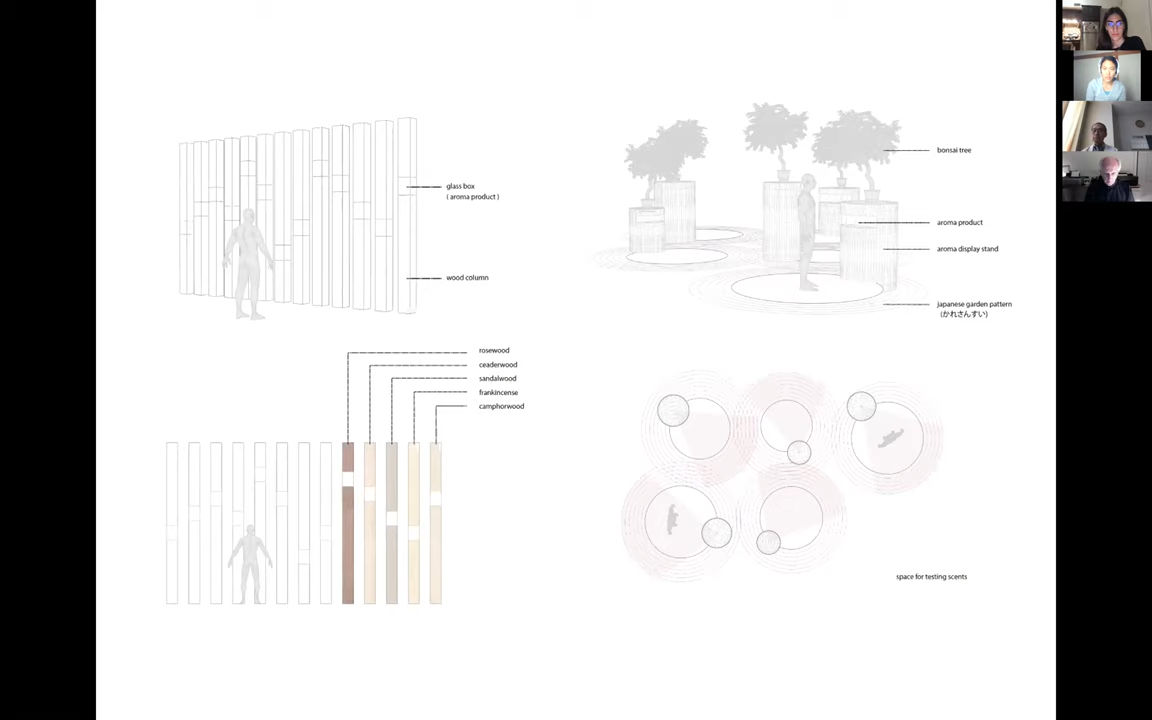 glass box
( aroma product )
wood column
bonsai tree
aroma product
aroma display stand
japanese garden pattern
(かれさんすい)
rosewood
ceaderwood
sandalwood
frankincense
camphorwood
space for testing scents